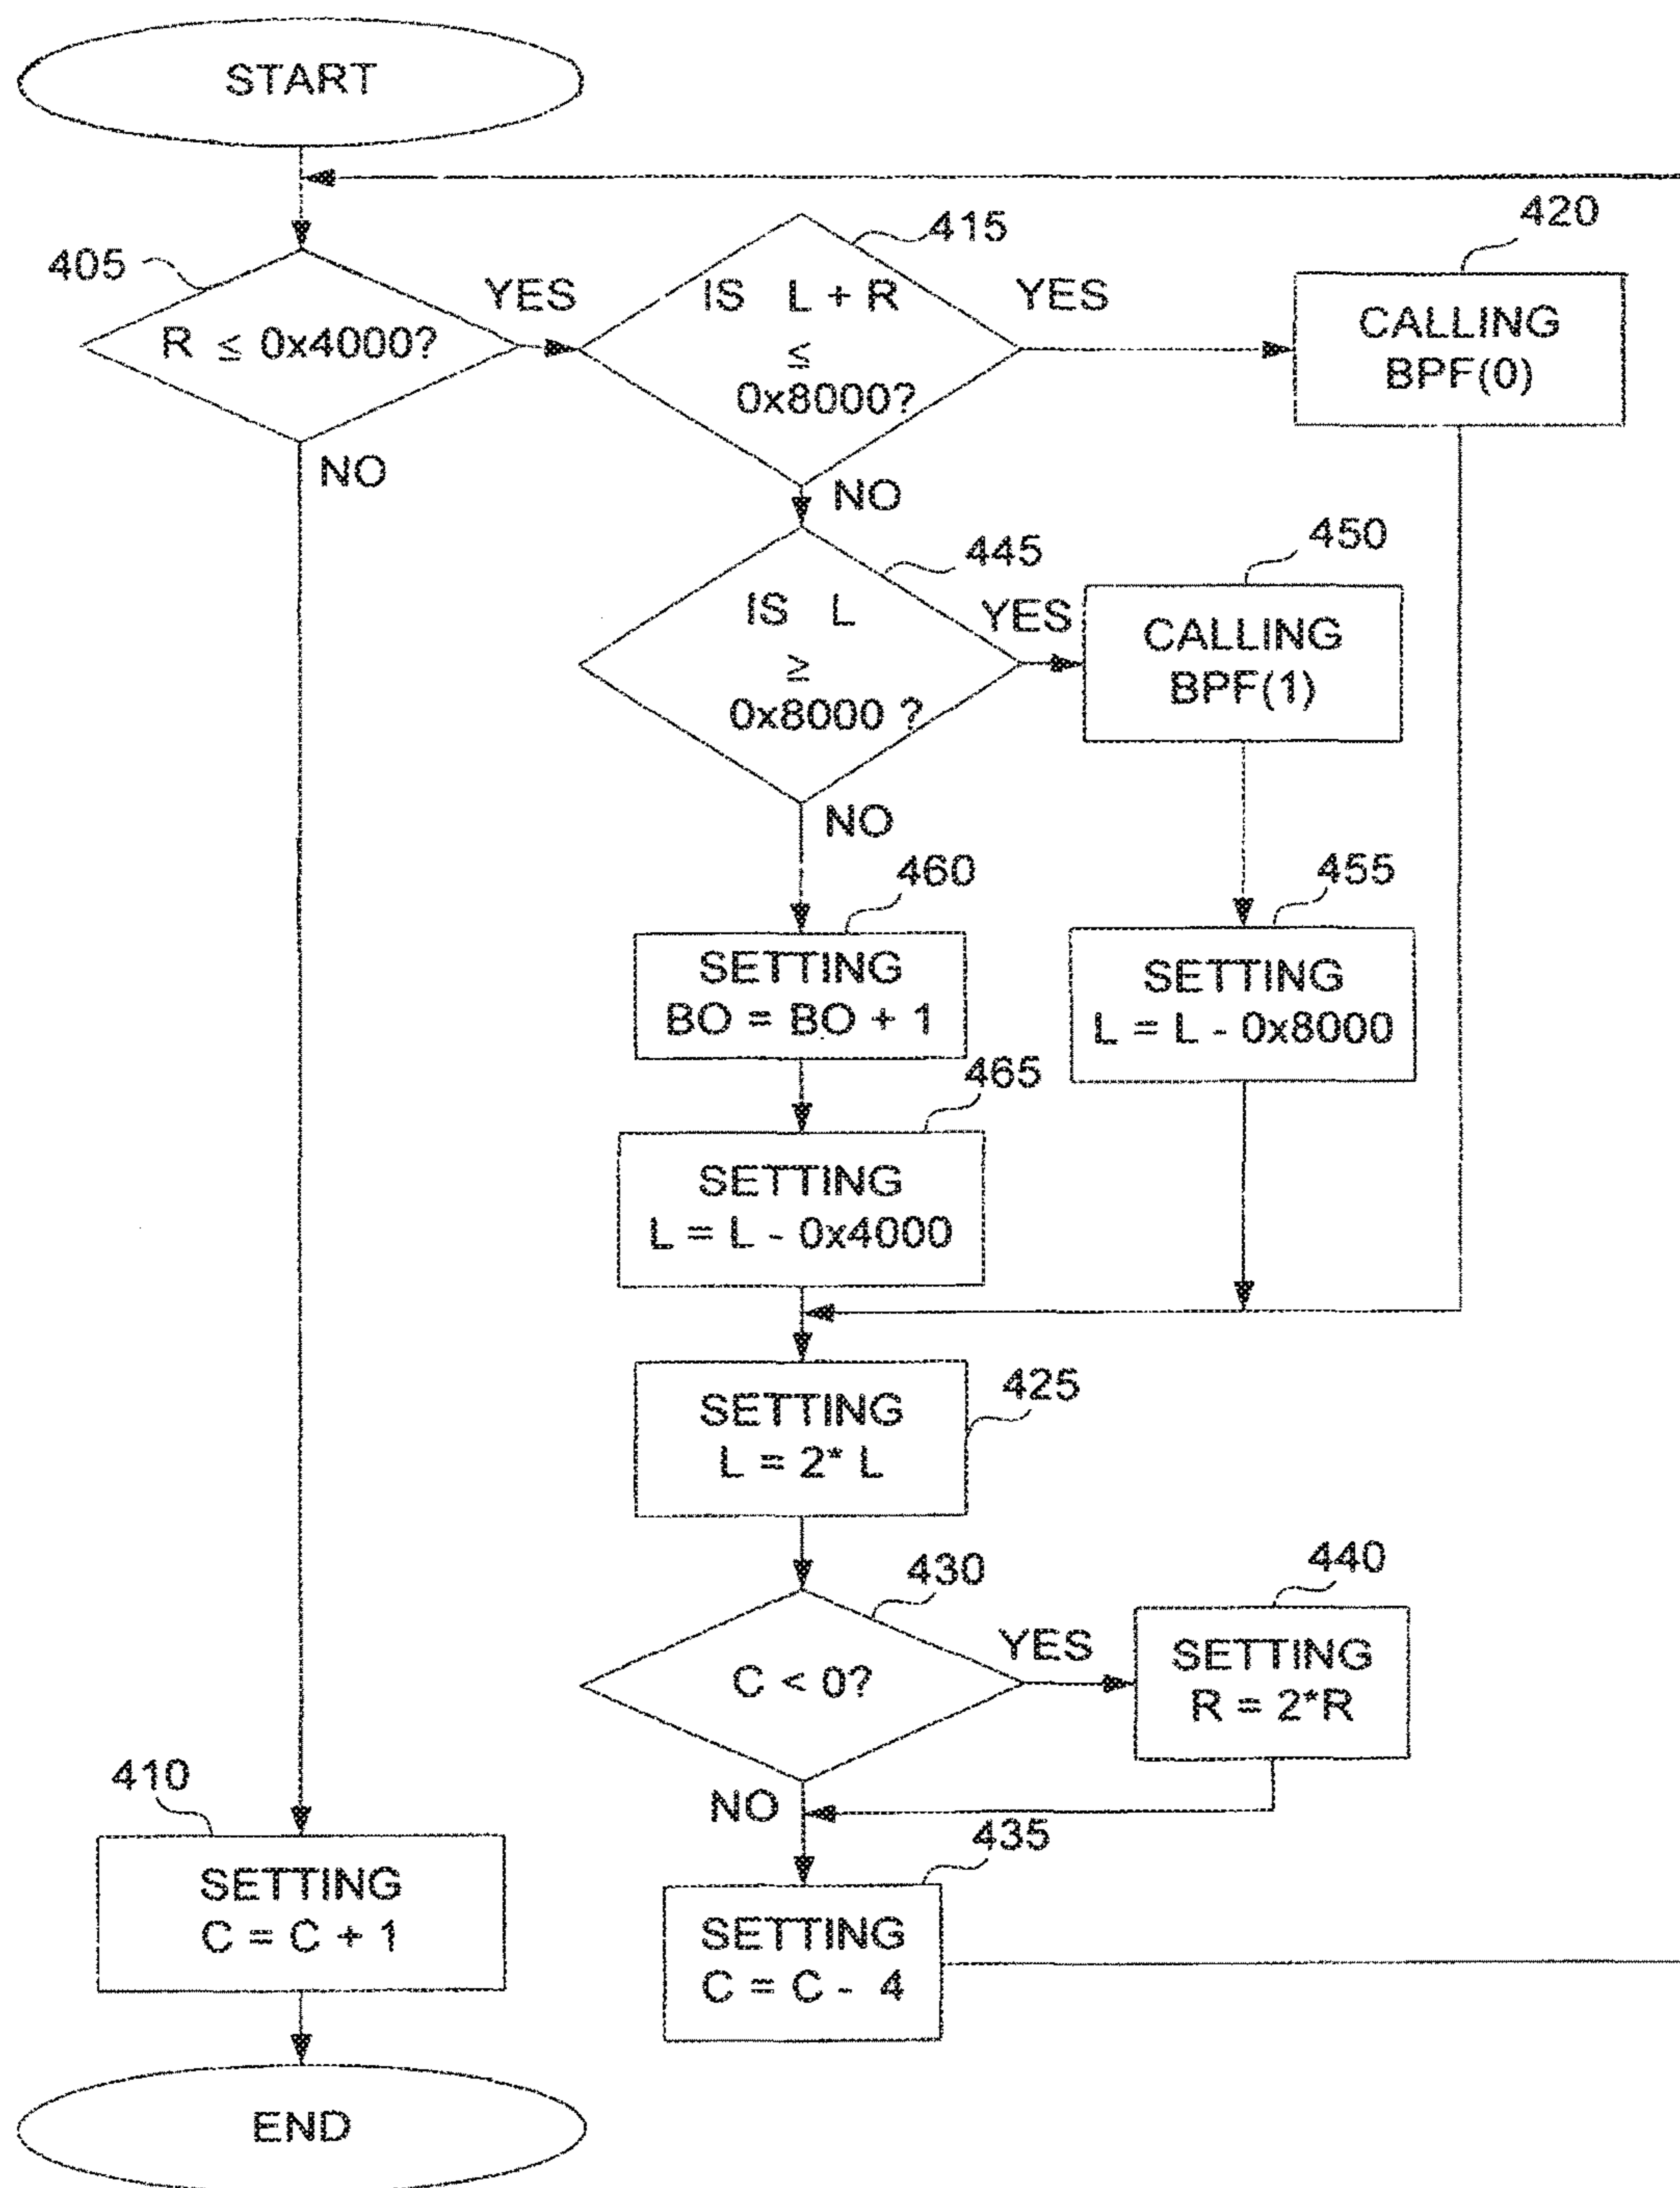 START
405
R ≤ 0x4000?
YES
NO
415
IS L + R
≤
0x8000?
YES
NO
420
CALLING
BPF(0)
445
IS L
≥
0x8000 ?
YES
NO
450
CALLING
BPF(1)
455
SETTING
L = L - 0x8000
460
SETTING
BO = BO + 1
465
SETTING
L = L - 0x4000
425
SETTING
L = 2* L
430
C < 0?
YES
NO
440
SETTING
R = 2*R
435
SETTING
C = C - 4
410
SETTING
C = C + 1
END